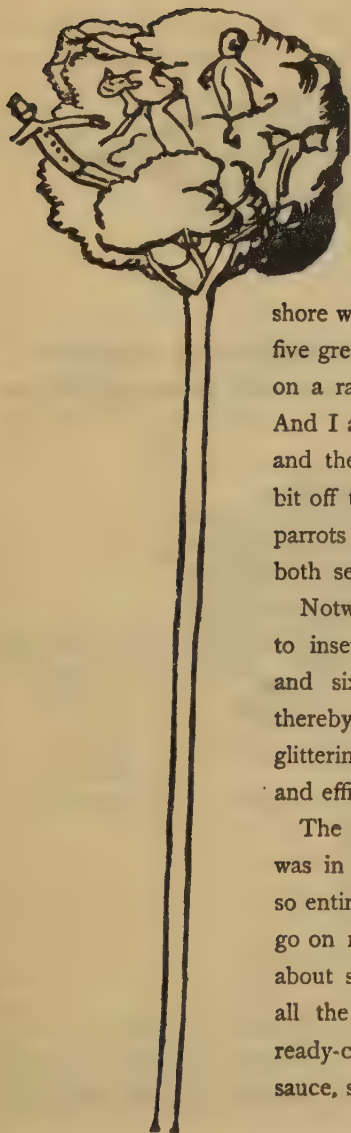 shore w
five gre
on a ra
And I a
and the
bit off t
parrots
both se
Notw
to inse
and six
thereby
glitterin
and effi
The
was in
so entir
go on r
about s
all the
ready-c
sauce, s